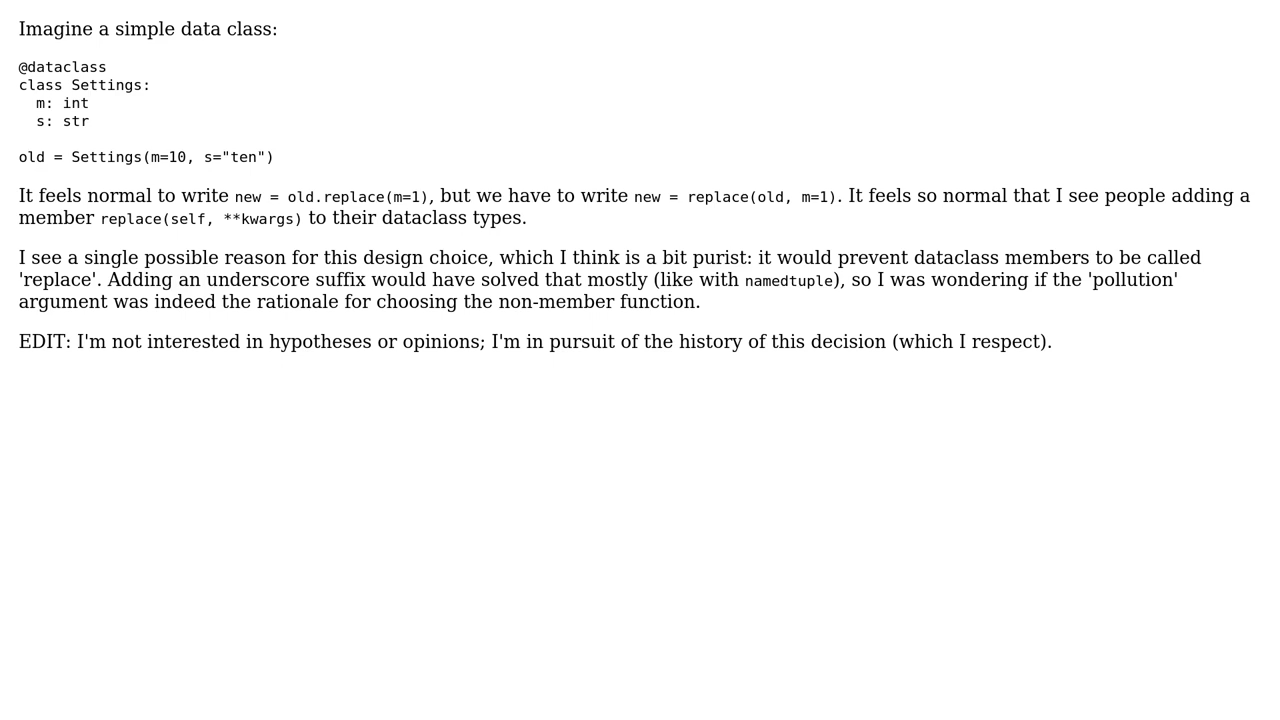 Imagine a simple data class:
@dataclass
class Settings:
  m: int
  s: str
old = Settings(m=10, s="ten")
It feels normal to write new = old.replace(m=1), but we have to write new = replace(old, m=1). It feels so normal that I see people adding a
member replace(self, **kwargs) to their dataclass types.
I see a single possible reason for this design choice, which I think is a bit purist: it would prevent dataclass members to be called
'replace'. Adding an underscore suffix would have solved that mostly (like with namedtuple), so I was wondering if the 'pollution'
argument was indeed the rationale for choosing the non-member function.
EDIT: I'm not interested in hypotheses or opinions; I'm in pursuit of the history of this decision (which I respect).